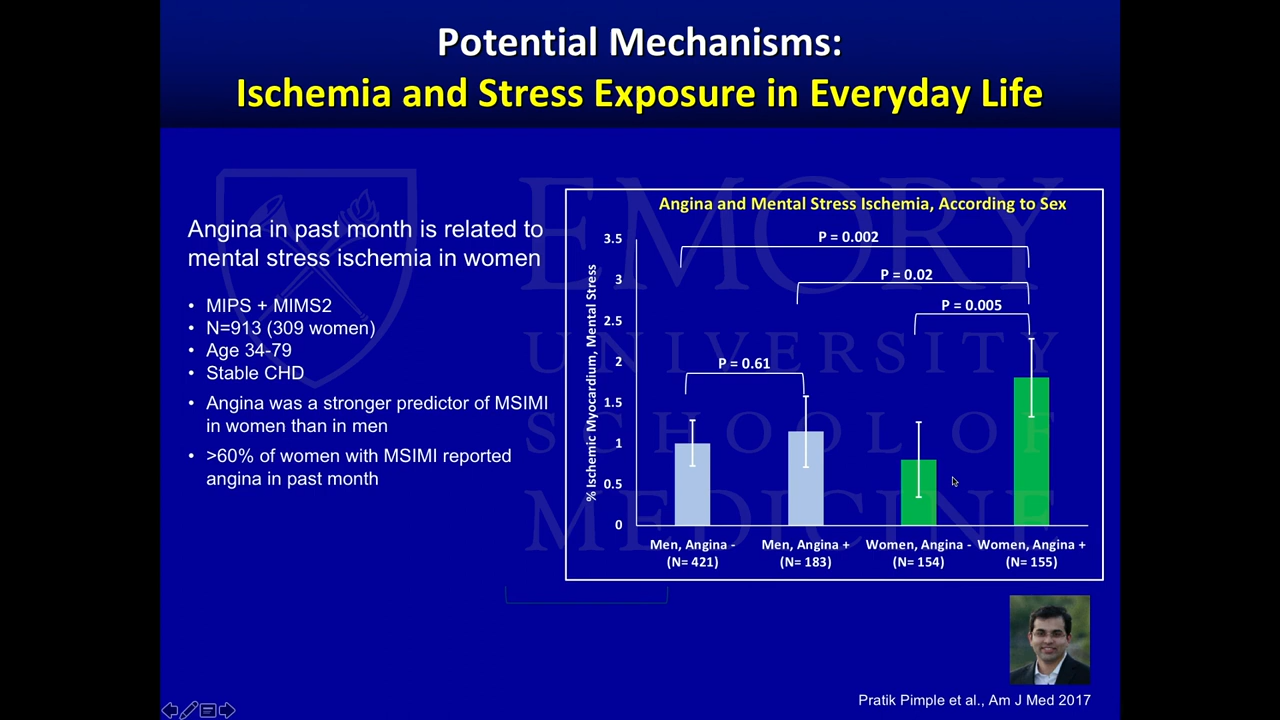 Potential Mechanisms:
Ischemia and Stress Exposure in Everyday Life
EMORY
UNIVERSITY
SCHOOL OF
MEDICINE
Angina in past month is related to
mental stress ischemia in women
• MIPS + MIMS2
• N=913 (309 women)
• Age 34-79
• Stable CHD
• Angina was a stronger predictor of MSIMI
in women than in men
• >60% of women with MSIMI reported
angina in past month
Angina and Mental Stress Ischemia, According to Sex
% Ischemic Myocardium, Mental Stress
3.5
3
2.5
2
1.5
1
0.5
0
P = 0.002
P = 0.02
P = 0.005
P = 0.61
Men, Angina -
(N= 421)
Men, Angina +
(N= 183)
Women, Angina -
(N= 154)
Women, Angina +
(N= 155)
Pratik Pimple et al., Am J Med 2017